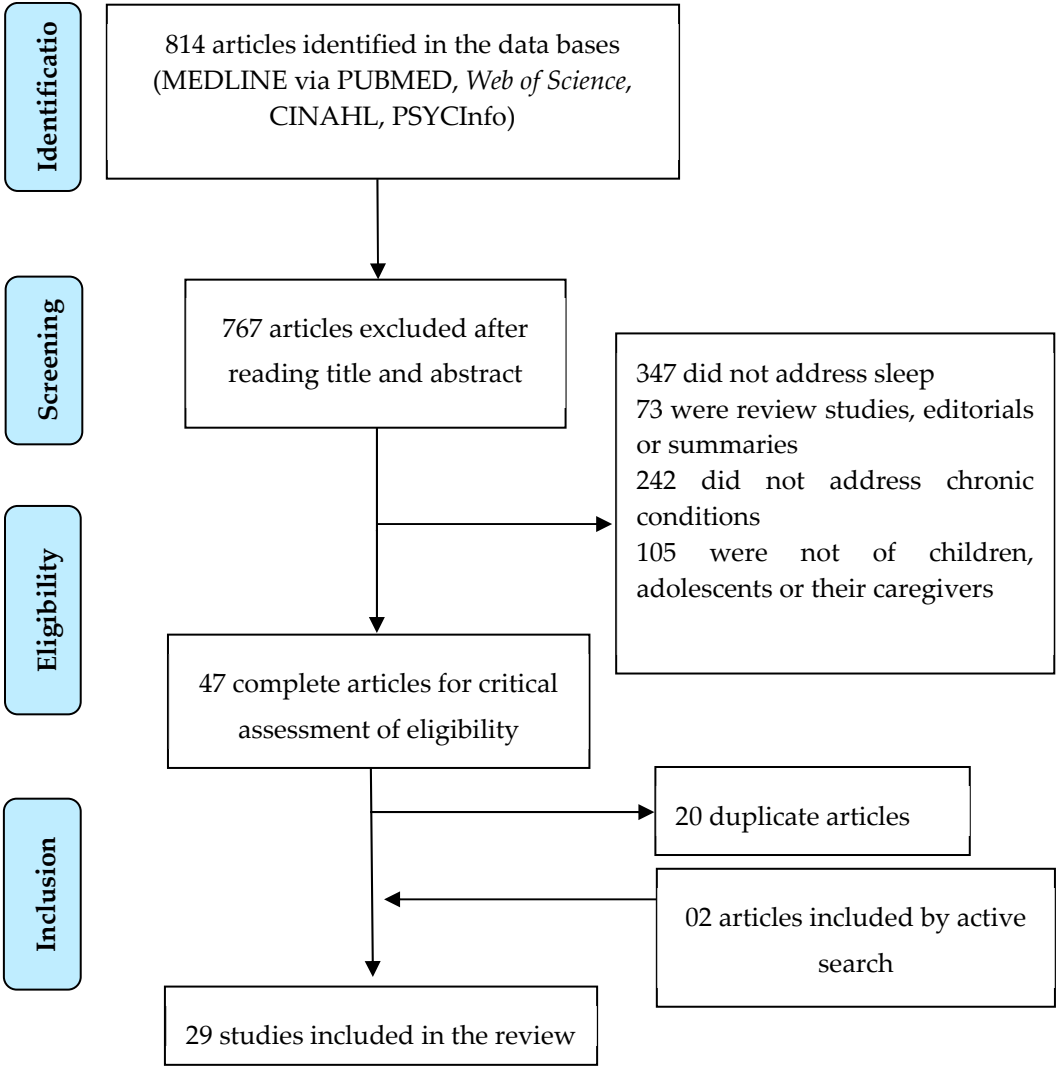 Identificatio
814 articles identified in the data bases
(MEDLINE via PUBMED, Web of Science,
CINAHL, PSYCInfo)
Screening
767 articles excluded after
reading title and abstract
347 did not address sleep
73 were review studies, editorials
or summaries
242 did not address chronic
conditions
105 were not of children,
adolescents or their caregivers
Eligibility
47 complete articles for critical
assessment of eligibility
20 duplicate articles
Inclusion
02 articles included by active
search
29 studies included in the review